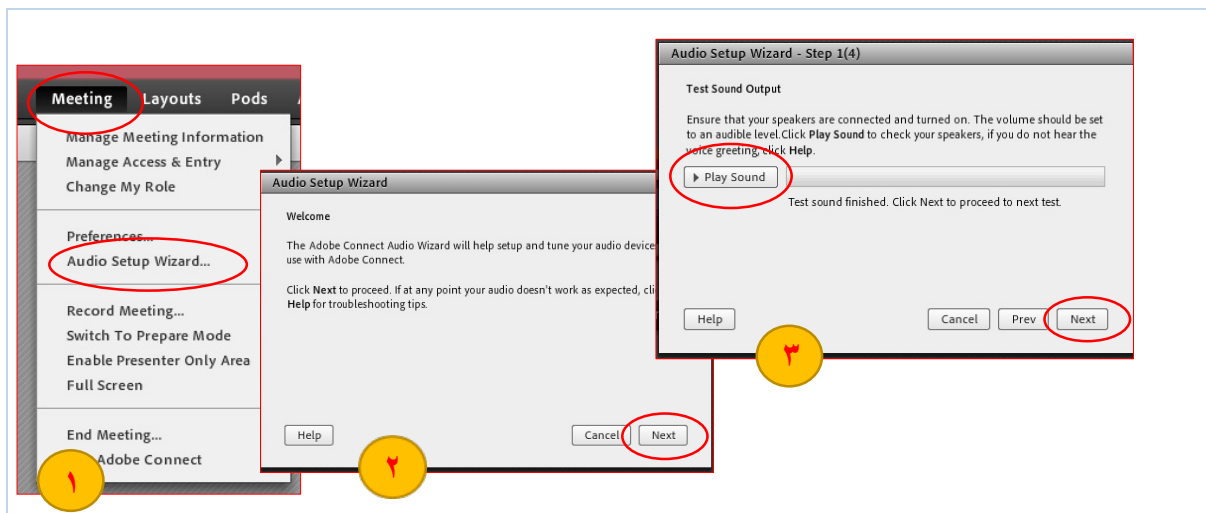 Meeting Layouts Pods
Manage Meeting Information
Manage Access & Entry
Change My Role
Preferences...
Audio Setup Wizard...
Record Meeting...
Switch To Prepare Mode
Enable Presenter Only Area
Full Screen
End Meeting...
Adobe Connect
۱
Audio Setup Wizard
Welcome
The Adobe Connect Audio Wizard will help setup and tune your audio device
use with Adobe Connect.
Click Next to proceed. If at any point your audio doesn't work as expected, cli
Help for troubleshooting tips.
Help Cancel Next
۲
Audio Setup Wizard - Step 1(4)
Test Sound Output
Ensure that your speakers are connected and turned on. The volume should be set
to an audible level.Click Play Sound to check your speakers, if you do not hear the
voice greeting, click Help.
Play Sound
Test sound finished. Click Next to proceed to next test.
Help Cancel Prev Next
۳